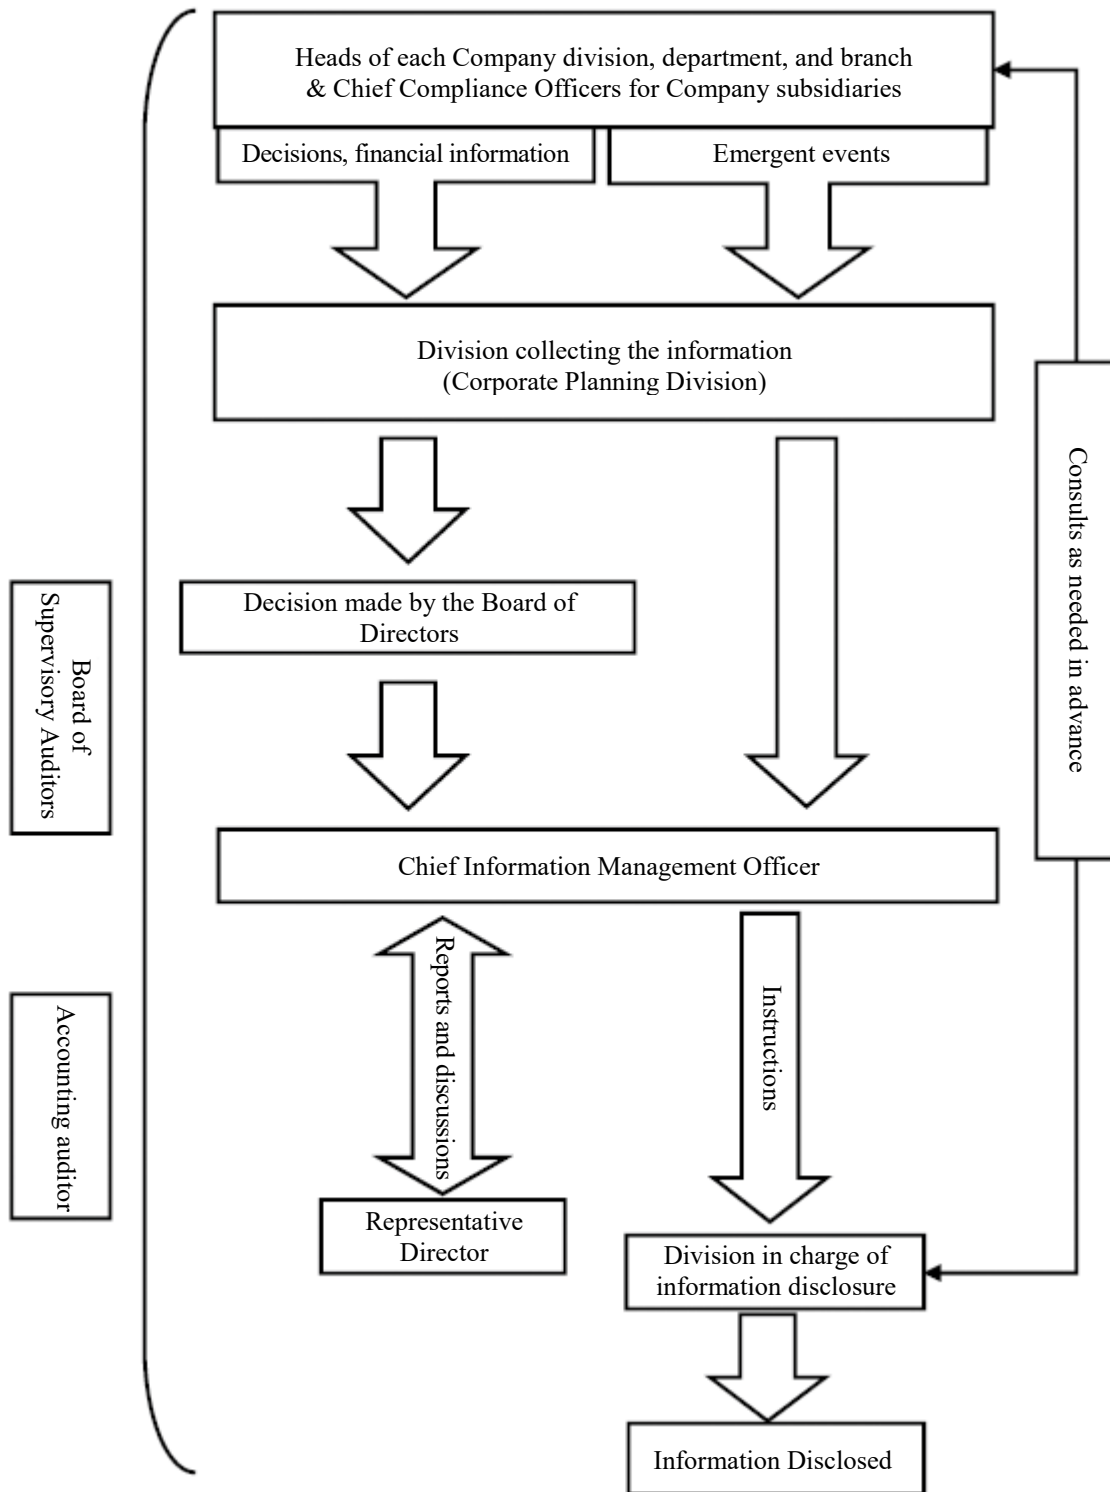 Heads of each Company division, department, and branch
& Chief Compliance Officers for Company subsidiaries
Decisions, financial information
Emergent events
Division collecting the information
(Corporate Planning Division)
Consults as needed in advance
Decision made by the Board of
Directors
Board of
Supervisory Auditors
Chief Information Management Officer
Reports and discussions
Instructions
Accounting auditor
Representative
Director
Division in charge of
information disclosure
Information Disclosed